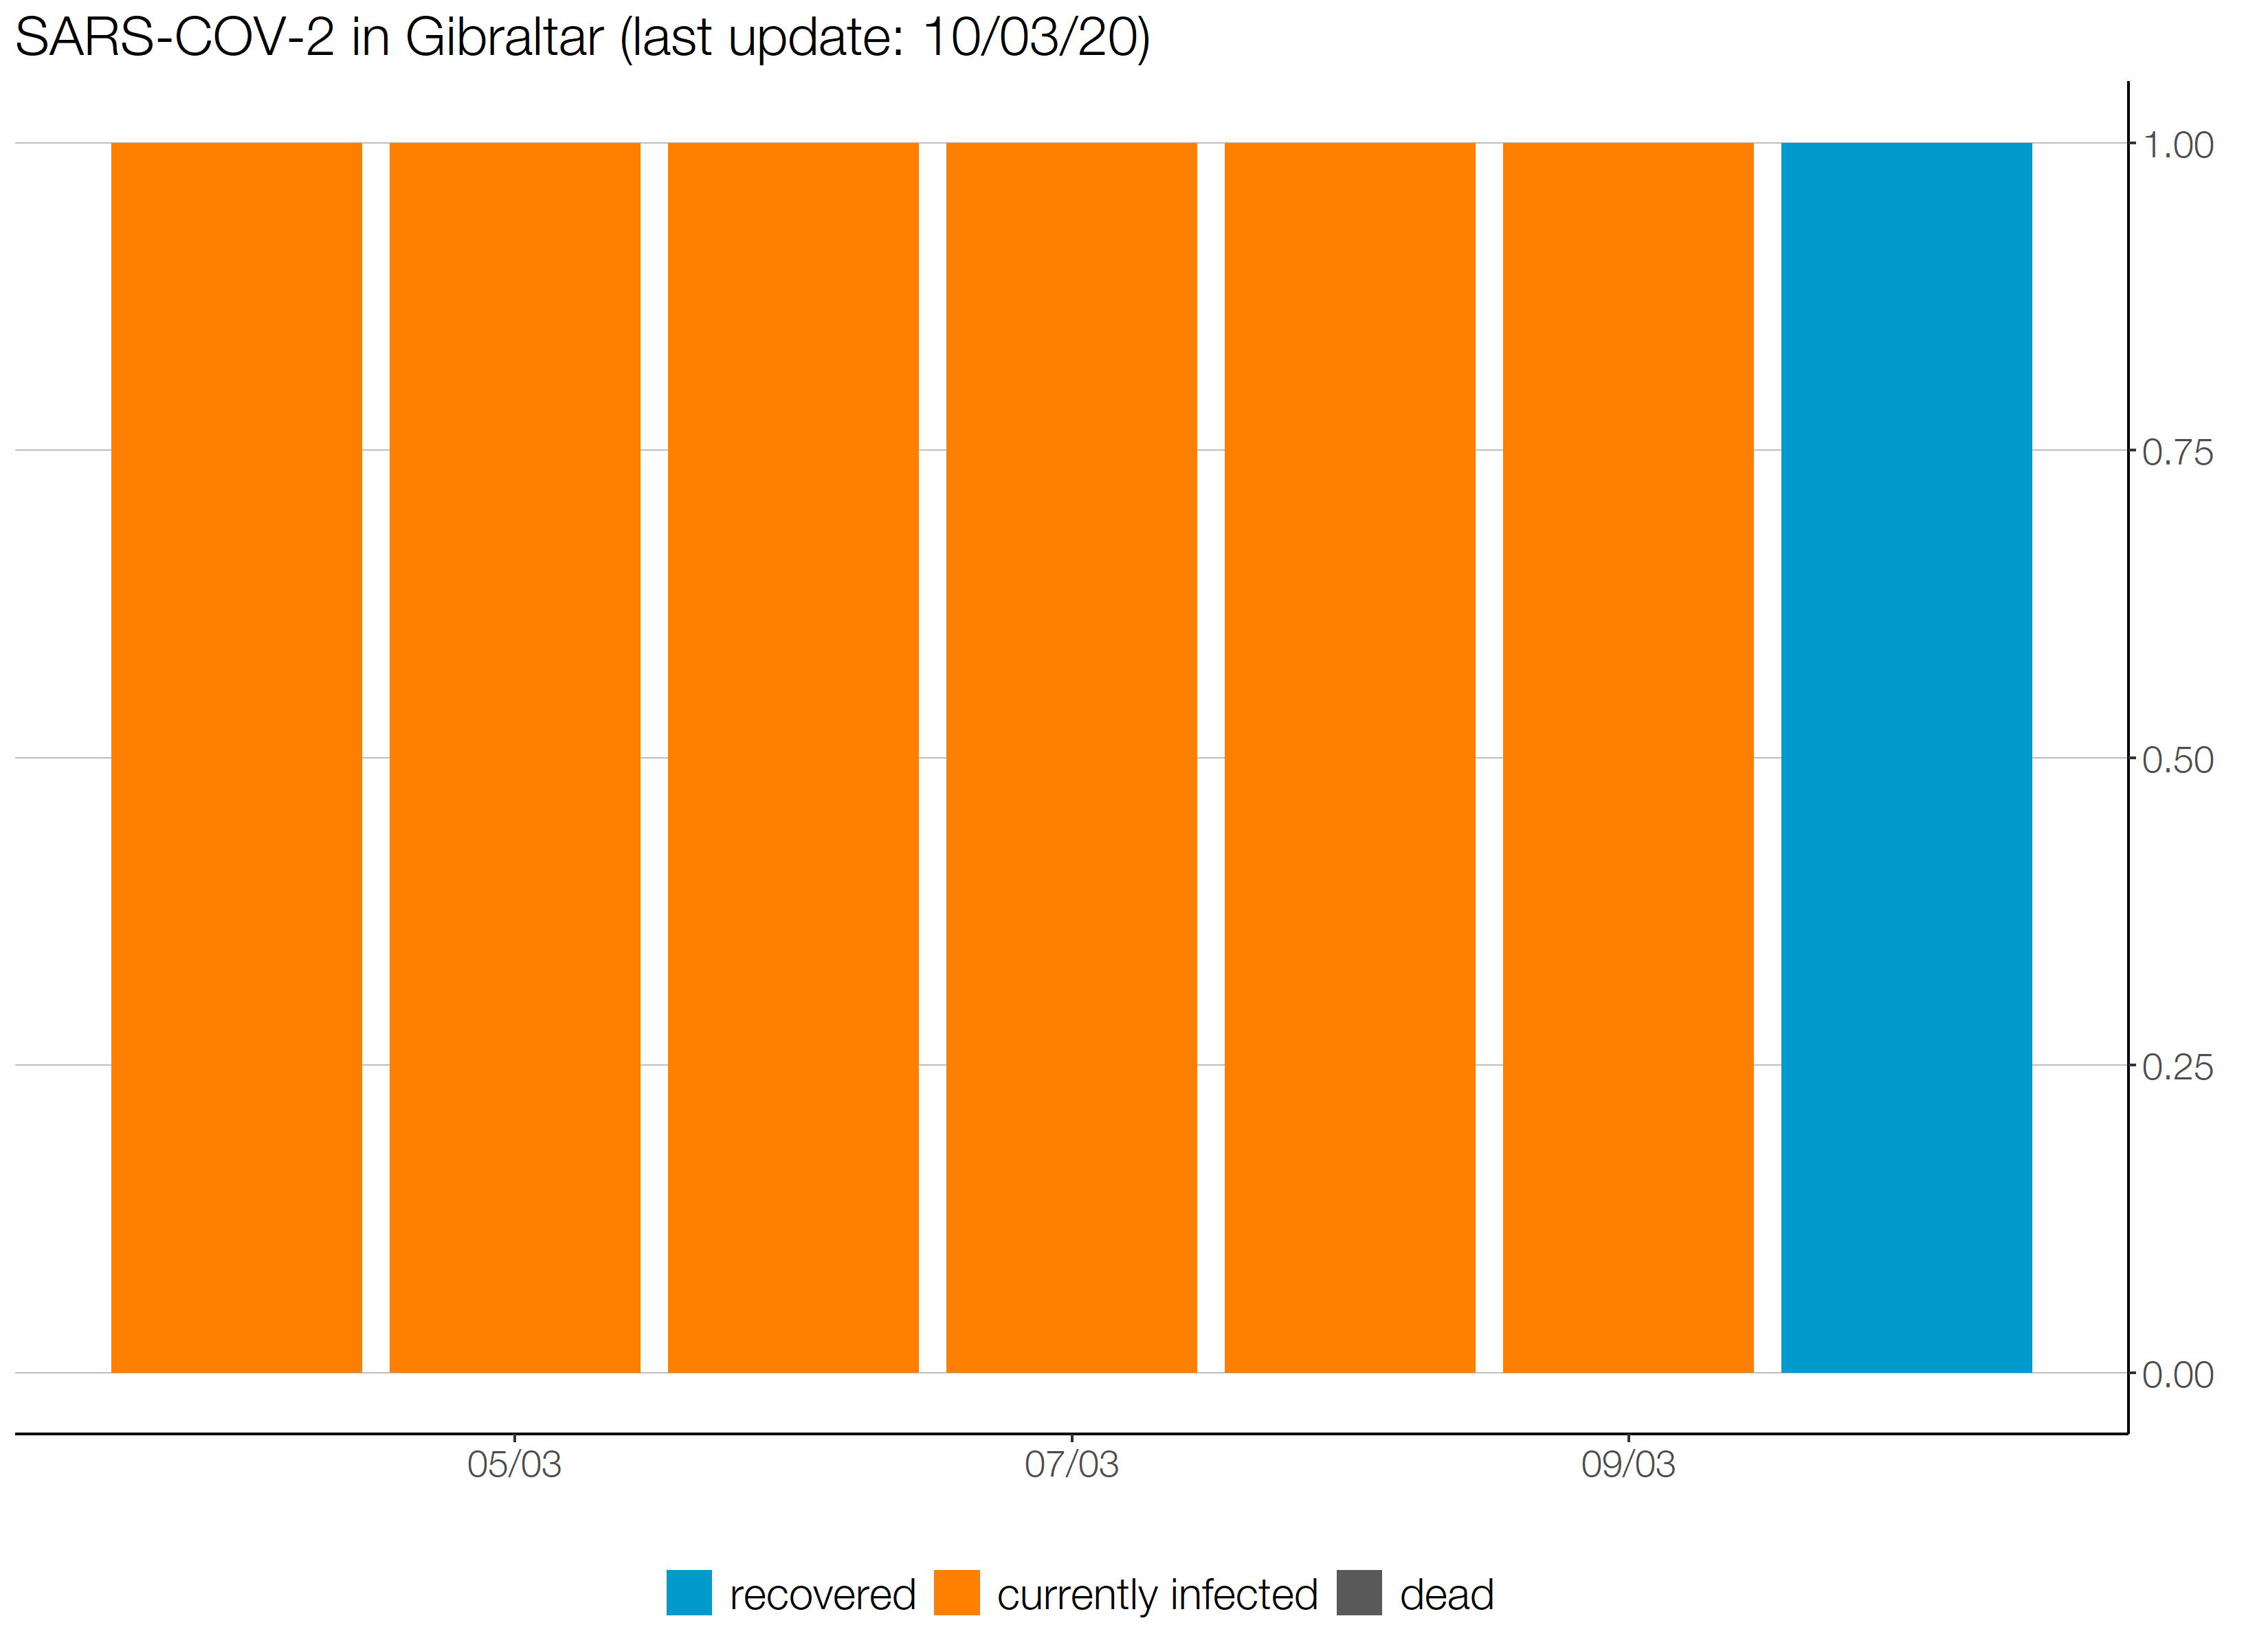 SARS-COV-2 in Gibraltar (last update: 10/03/20)
1.00
0.75
0.50
0.25
0.00
05/03 07/03 09/03
recovered currently infected dead